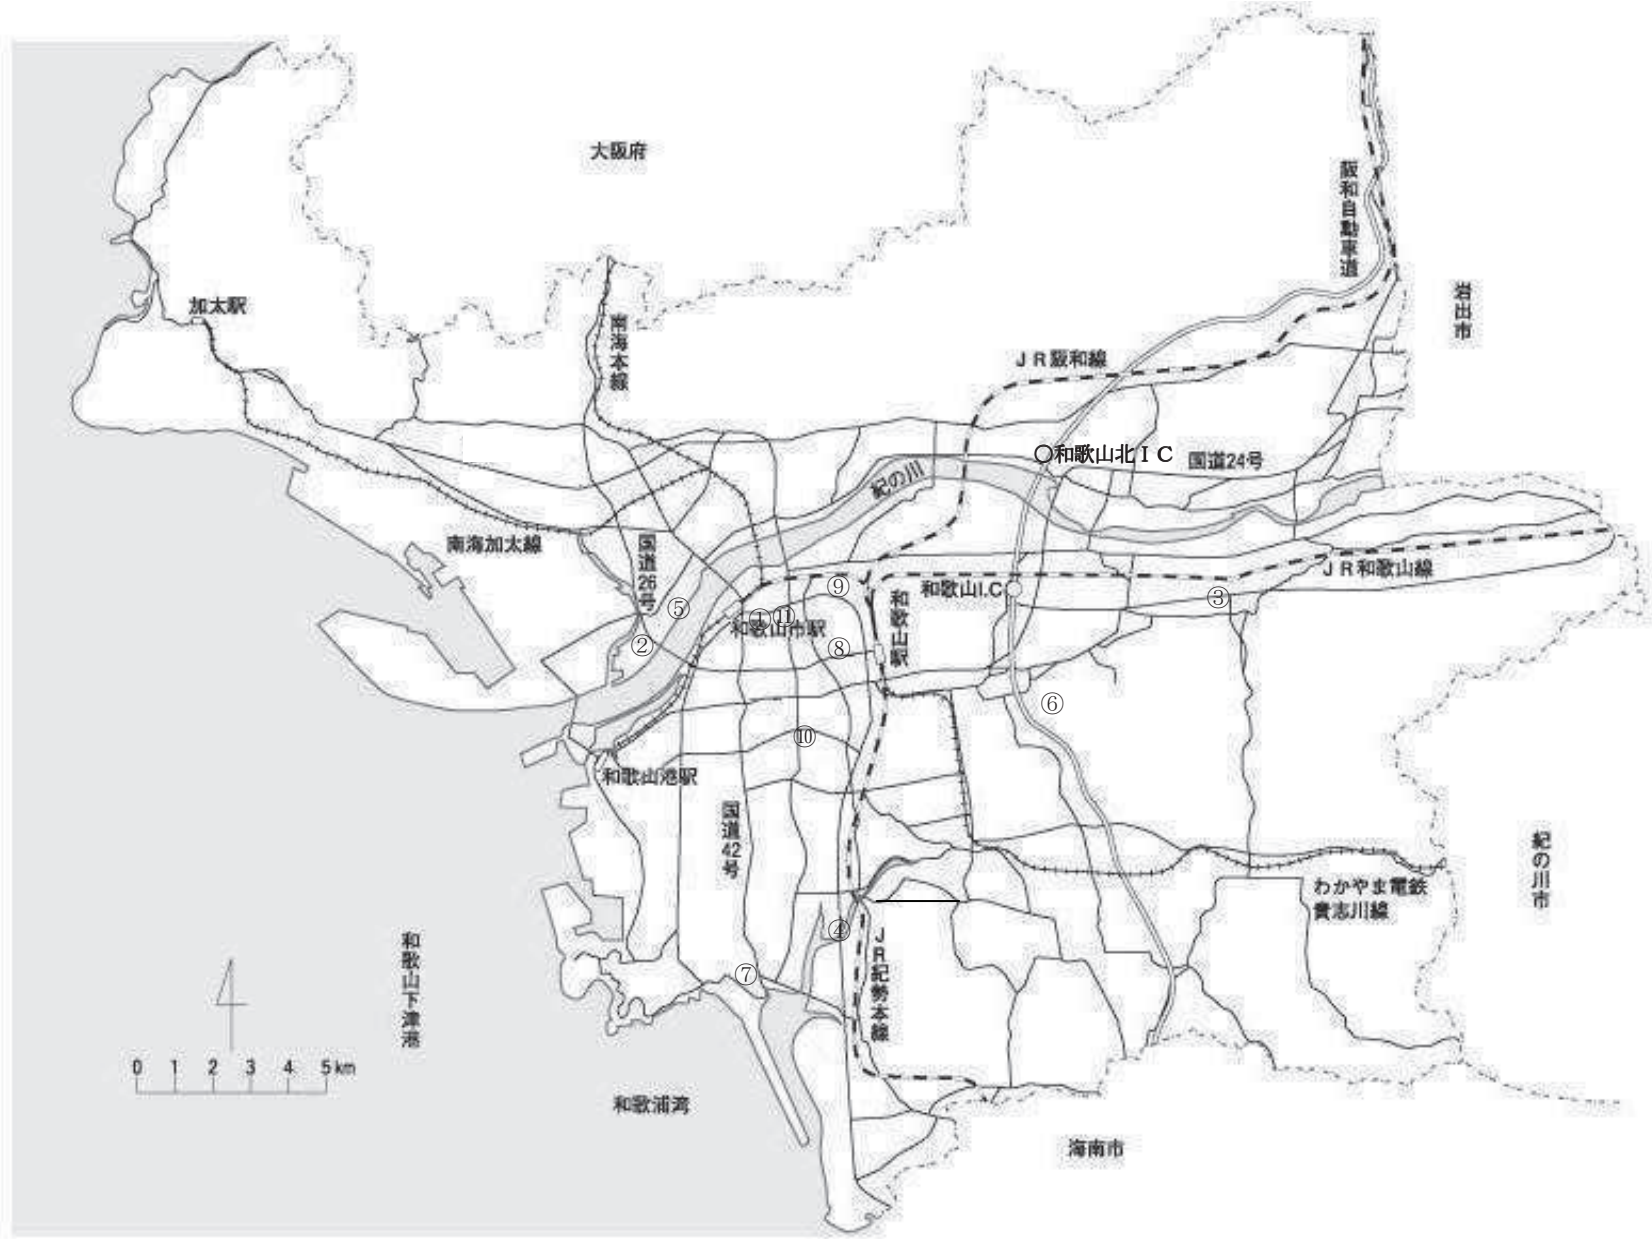 大阪府
阪和自動車道
岩出市
加太駅
南海本線
ＪＲ阪和線
○和歌山北ＩＣ
国道24号
紀の川
南海加太線
国道26号
ＪＲ和歌山線
和歌山I.C
⑨
③
和歌山駅
⑤
①
⑪
和歌山市駅
②
⑧
⑥
⑩
和歌山港駅
国道42号
紀の川市
わかやま電鉄
貴志川線
④
ＪＲ紀勢本線
和歌山下津港
⑦
0 1 2 3 4 5km
和歌浦湾
海南市